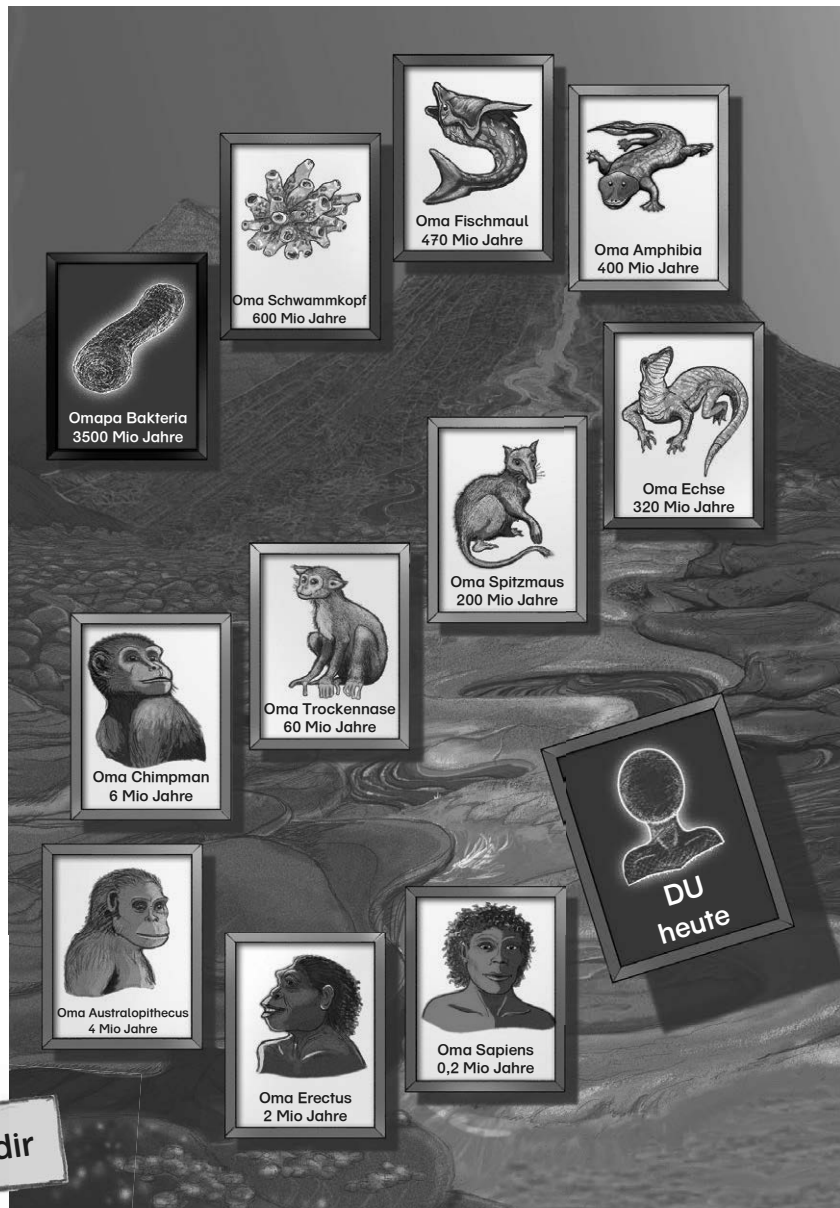 Oma Fischmaul
470 Mio Jahre
Oma Amphibia
400 Mio Jahre
Oma Schwammkopf
600 Mio Jahre
Omapa Bakteria
3500 Mio Jahre
Oma Echse
320 Mio Jahre
Oma Spitzmaus
200 Mio Jahre
Oma Trockennase
60 Mio Jahre
Oma Chimpman
6 Mio Jahre
DU
heute
Oma Australopithecus
4 Mio Jahre
Oma Erectus
2 Mio Jahre
Oma Sapiens
0,2 Mio Jahre
dir